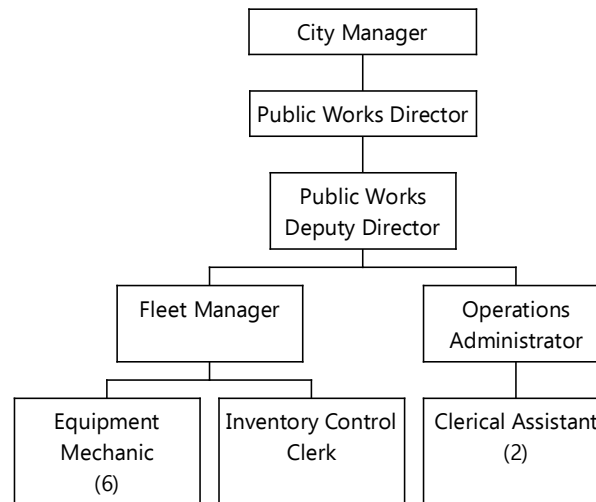 City Manager
Public Works Director
Public Works
Deputy Director
Fleet Manager
Operations
Administrator
Equipment
Mechanic
(6)
Inventory Control
Clerk
Clerical Assistant
(2)